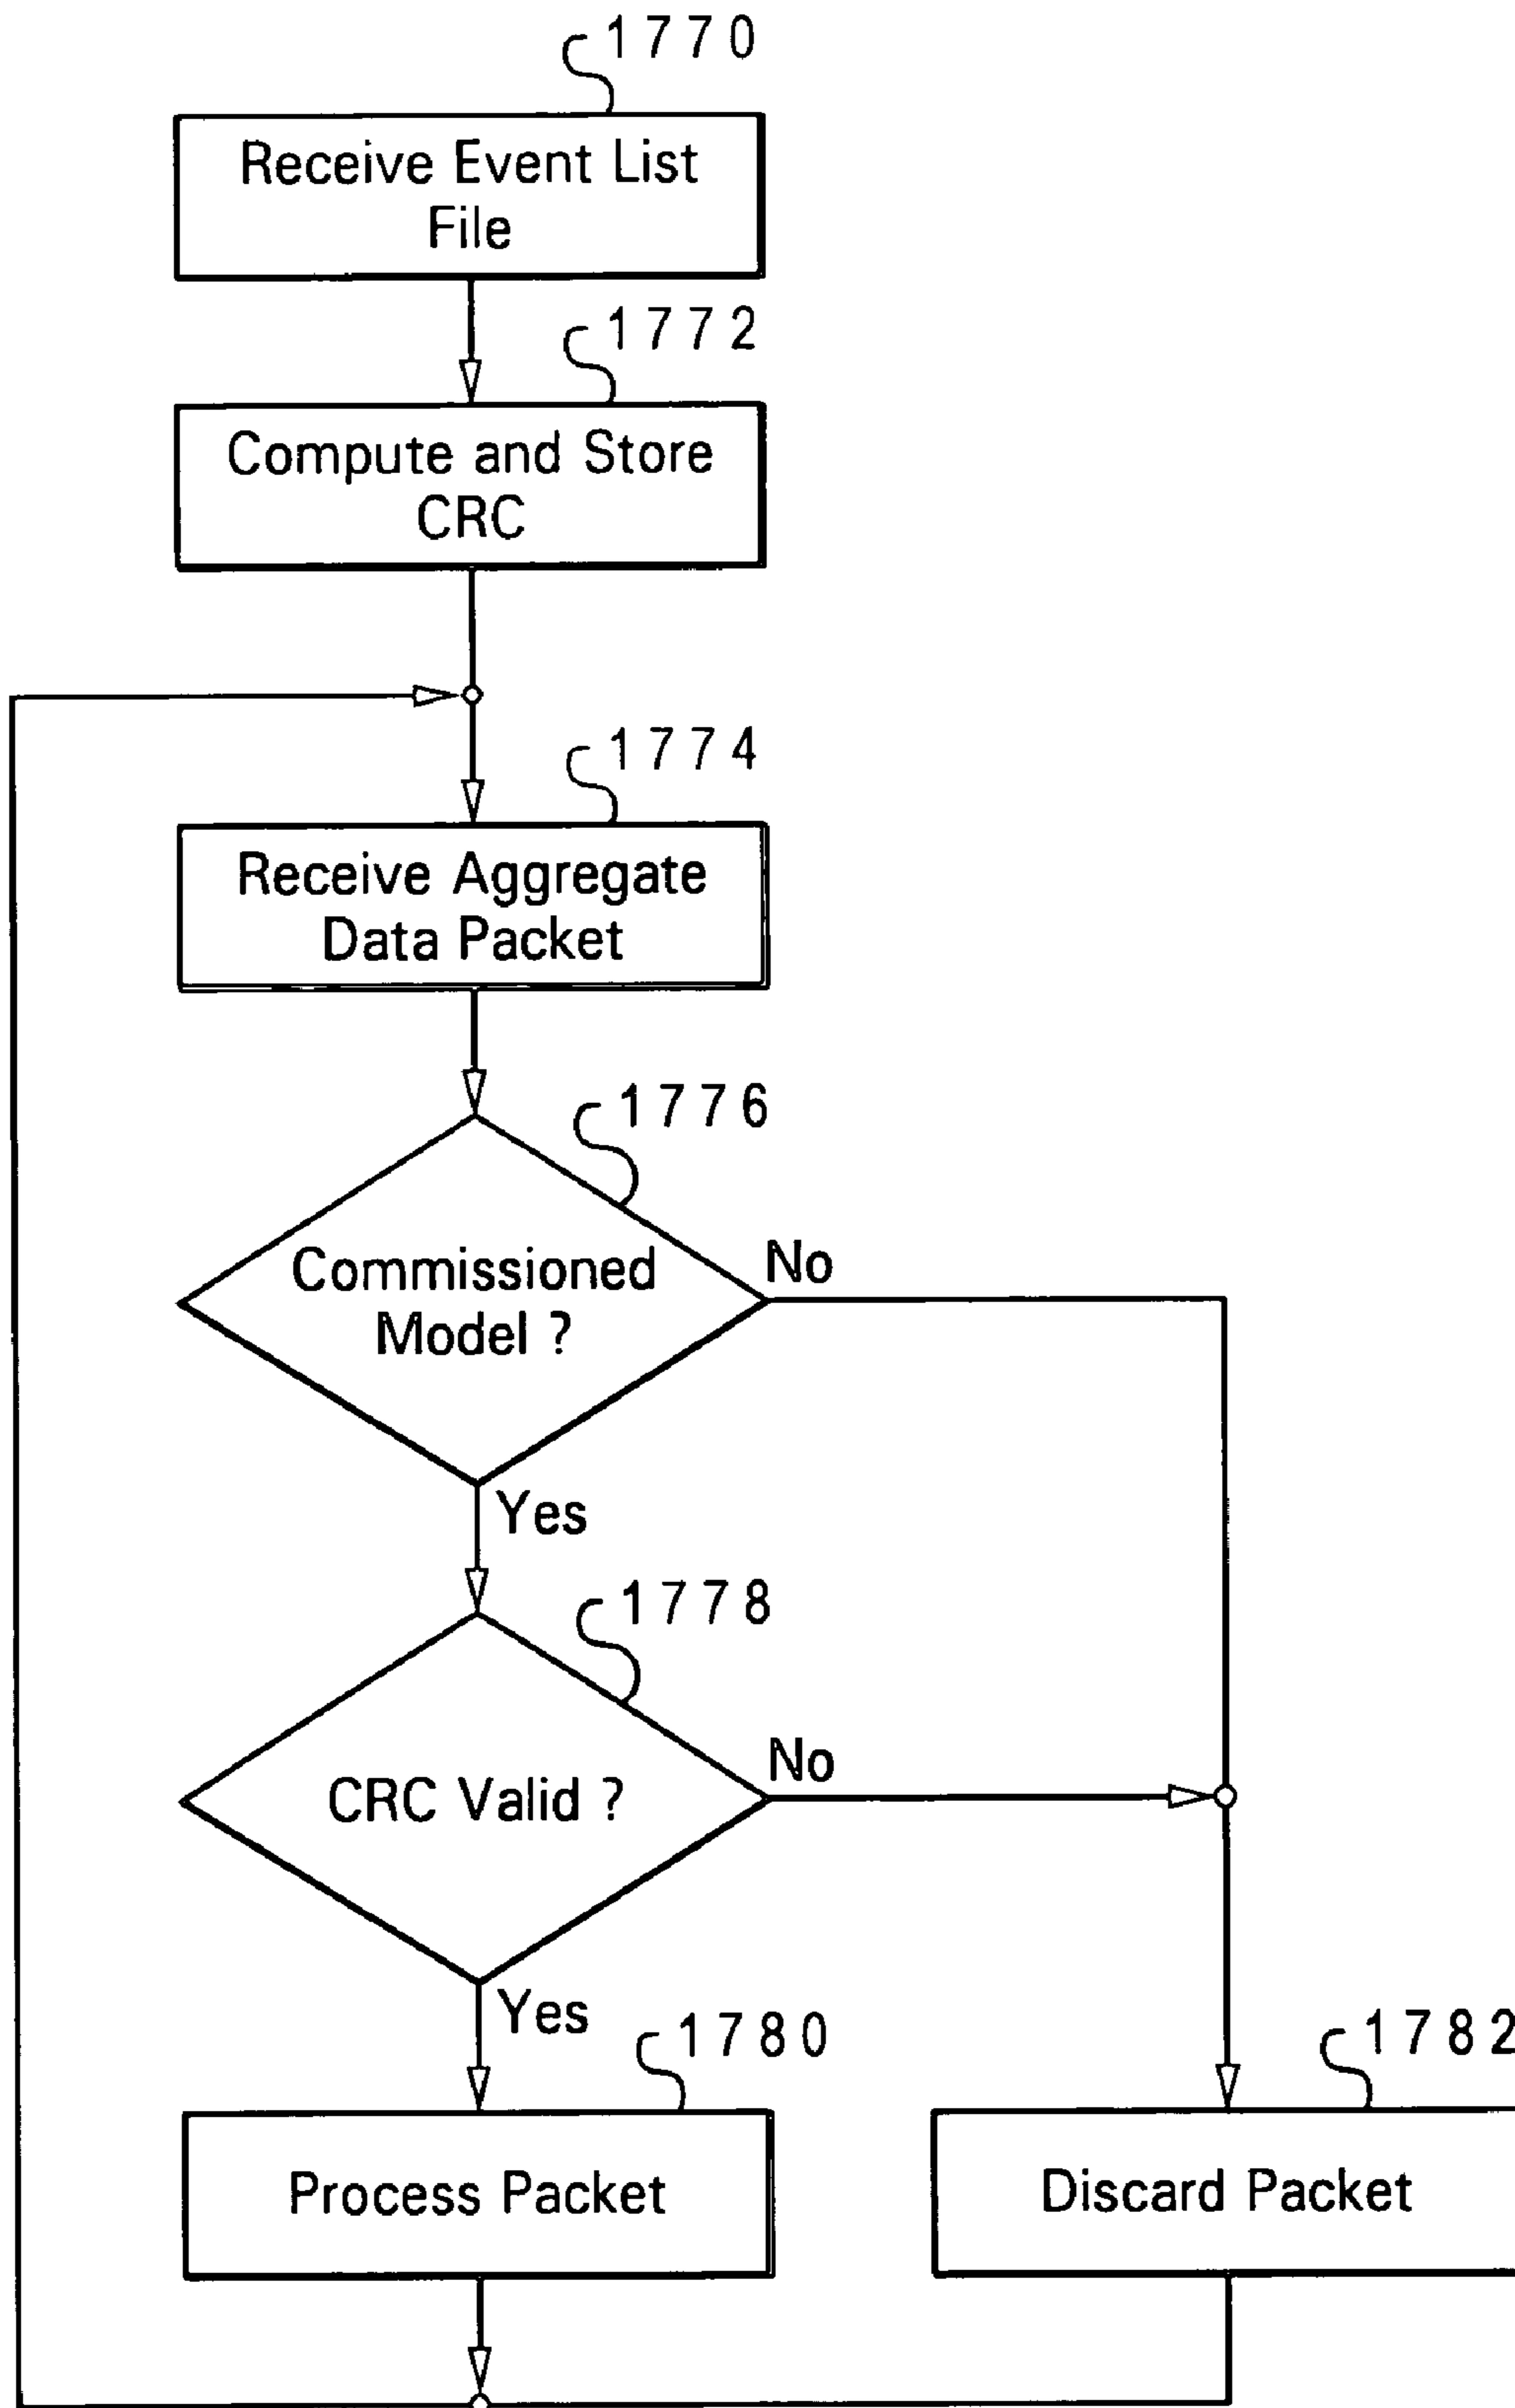 1770
Receive Event List
File
1772
Compute and Store
CRC
1774
Receive Aggregate
Data Packet
1776
Commissioned
Model ?
No
Yes
1778
CRC Valid ?
No
Yes
1780
Process Packet
1782
Discard Packet